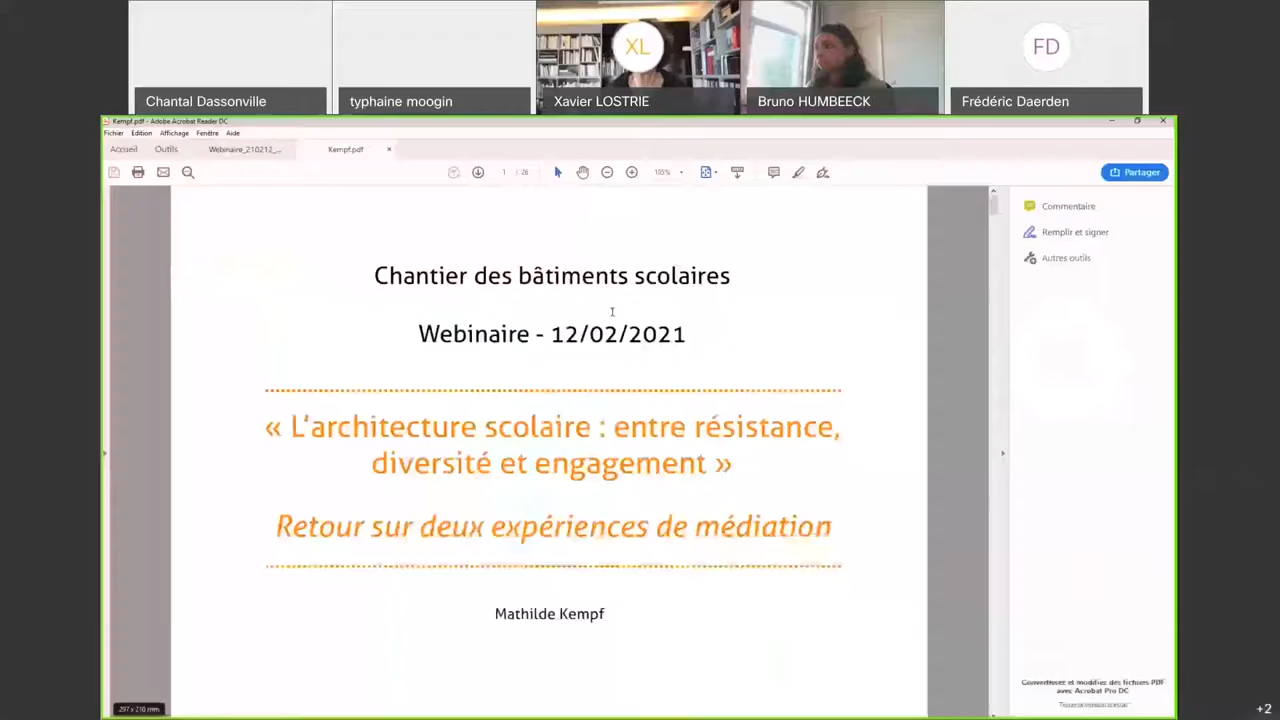 XL
FD
Chantal Dassonville
typhaine moogin
Xavier LOSTRIE
Bruno HUMBEECK
Frédéric Daerden
Kempf.pdf - Adobe Acrobat Reader DC
Fichier Edition Affichage Fenêtre Aide
Accueil Outils Webinaire_210212_... Kempf.pdf ×
1 / 26
105%
Partager
Commentaire
Remplir et signer
Autres outils
Chantier des bâtiments scolaires
Webinaire - 12/02/2021
« L'architecture scolaire : entre résistance,
diversité et engagement »
Retour sur deux expériences de médiation
Mathilde Kempf
Convertissez et modifiez des fichiers PDF
avec Acrobat Pro DC
297 x 210 mm
+2